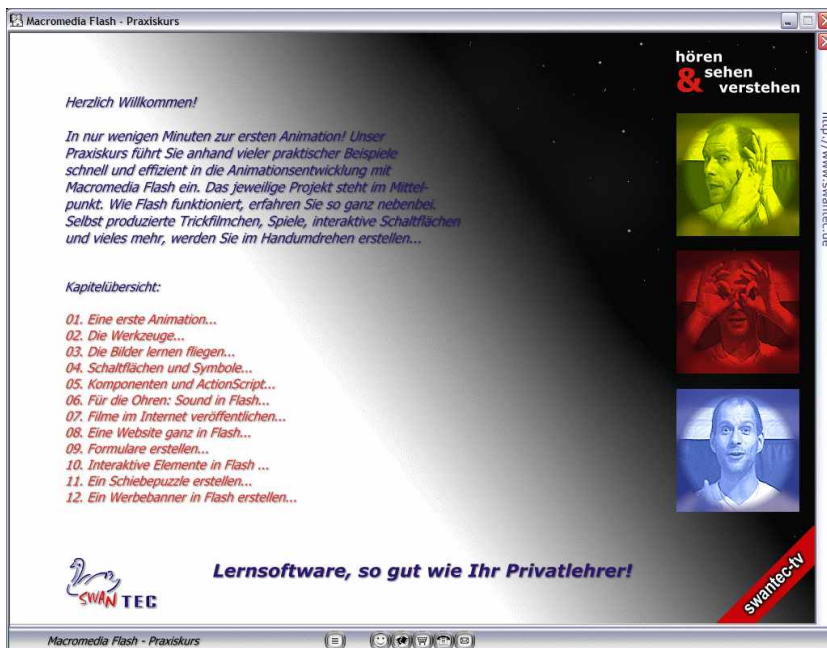 Macromedia Flash - Praxiskurs
hören
& sehen
verstehen
http://www.swantec.de
Herzlich Willkommen!
In nur wenigen Minuten zur ersten Animation! Unser
Praxiskurs führt Sie anhand vieler praktischer Beispiele
schnell und effizient in die Animationsentwicklung mit
Macromedia Flash ein. Das jeweilige Projekt steht im Mittel-
punkt. Wie Flash funktioniert, erfahren Sie so ganz nebenbei.
Selbst produzierte Trickfilmchen, Spiele, interaktive Schaltflächen
und vieles mehr, werden Sie im Handumdrehen erstellen...
Kapitelübersicht:
01. Eine erste Animation...
02. Die Werkzeuge...
03. Die Bilder lernen fliegen...
04. Schaltflächen und Symbole...
05. Komponenten und ActionScript...
06. Für die Ohren: Sound in Flash...
07. Filme im Internet veröffentlichen...
08. Eine Website ganz in Flash...
09. Formulare erstellen...
10. Interaktive Elemente in Flash ...
11. Ein Schiebepuzzle erstellen...
12. Ein Werbebanner in Flash erstellen...
SWAN TEC
Lernsoftware, so gut wie Ihr Privatlehrer!
swantec-tv
Macromedia Flash - Praxiskurs